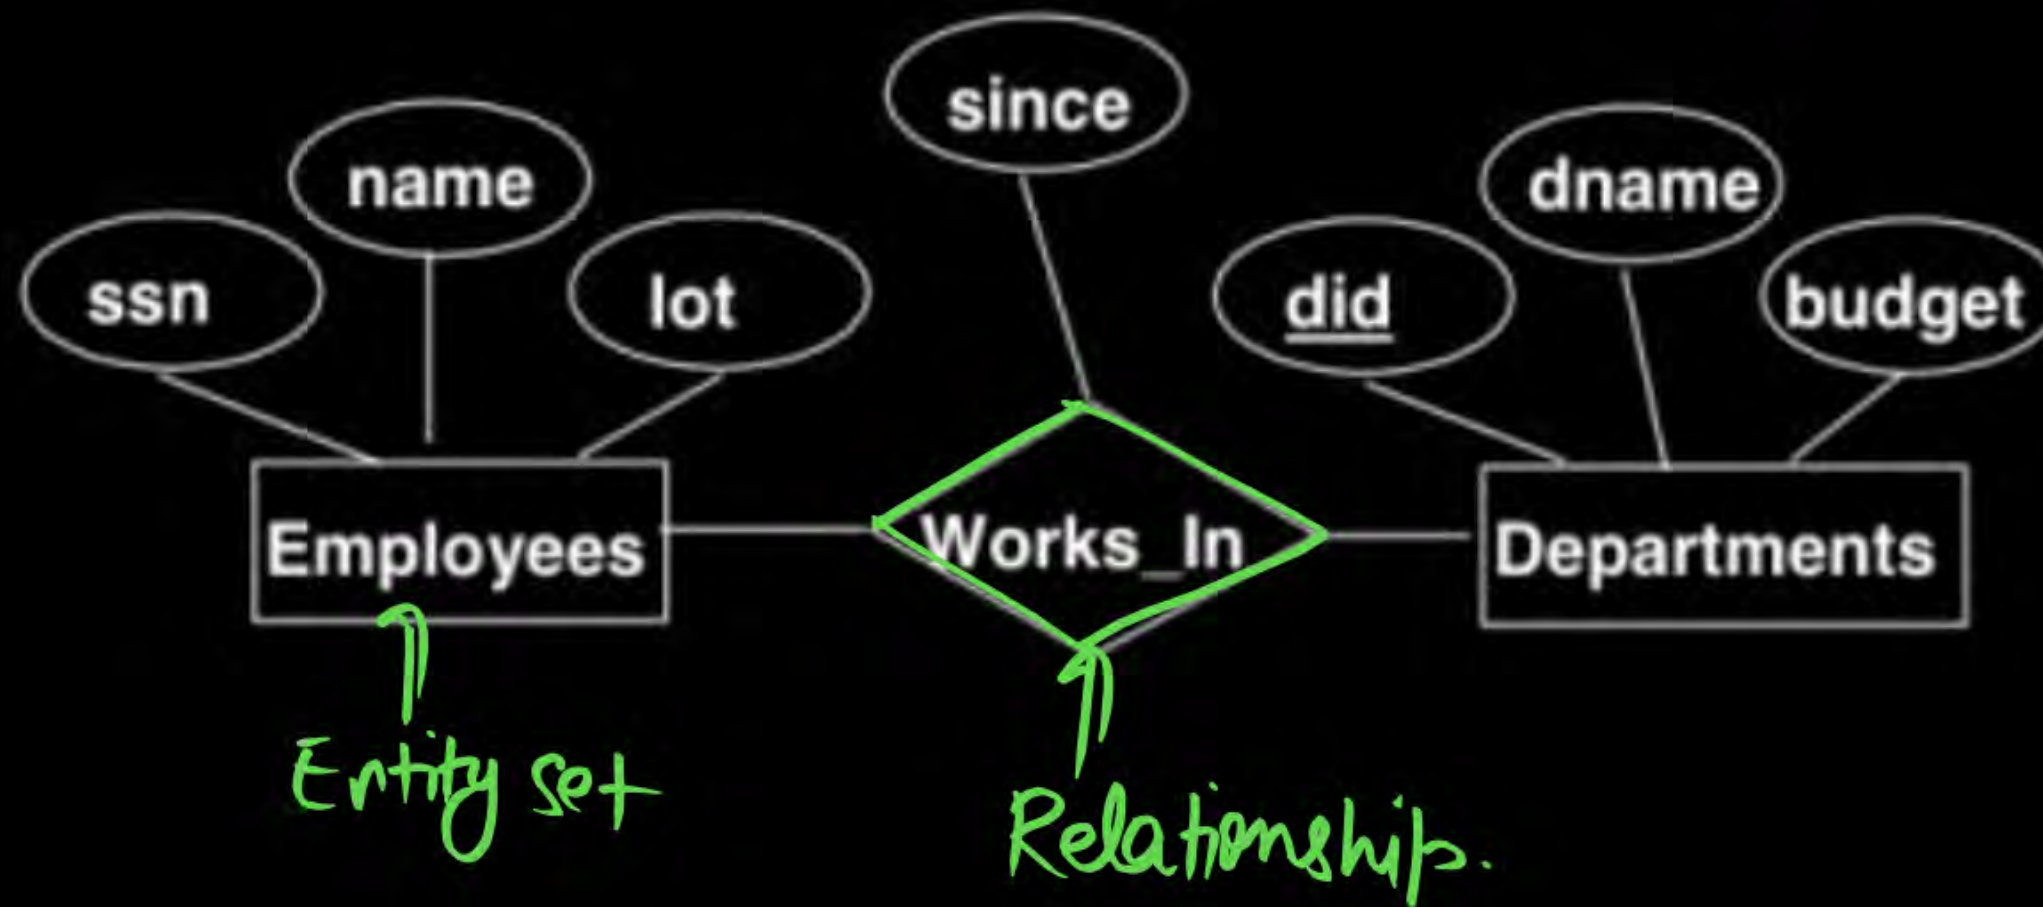 since
name
dname
ssn
lot
did
budget
Employees
Works_In
Departments
Entity set
Relationship.